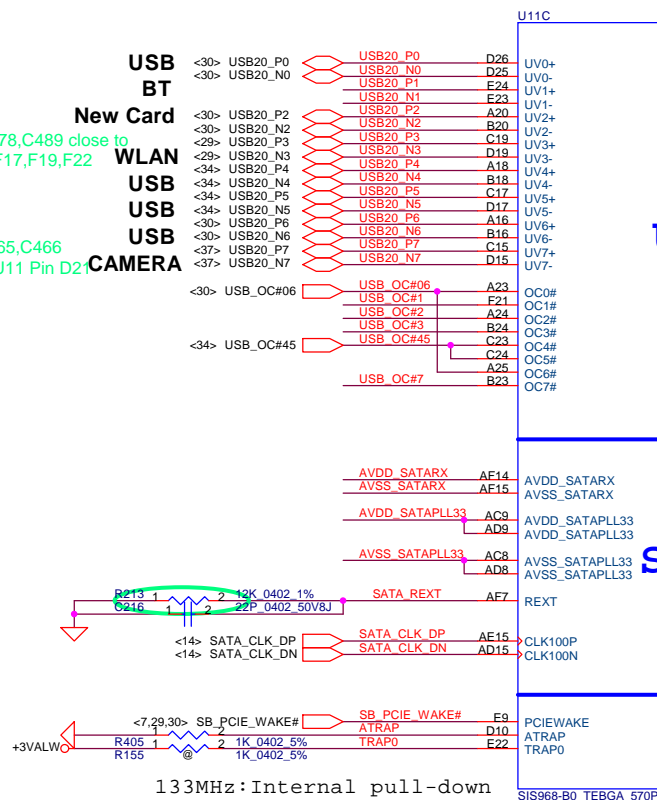 U11C
USB <30> USB20_P0 USB20_P0 D26 UV0+
<30> USB20_N0 USB20_N0 D25 UV0-
BT USB20_P1 E24 UV1+
USB20_N1 E23 UV1-
New Card <30> USB20_P2 USB20_P2 A20 UV2+
<30> USB20_N2 USB20_N2 B20 UV2-
78,C489 close to
F17,F19,F22
WLAN <29> USB20_P3 USB20_P3 C19 UV3+
<29> USB20_N3 USB20_N3 D19 UV3-
USB <34> USB20_P4 USB20_P4 A18 UV4+
<34> USB20_N4 USB20_N4 B18 UV4-
USB <34> USB20_P5 USB20_P5 C17 UV5+
<34> USB20_N5 USB20_N5 D17 UV5-
USB <30> USB20_P6 USB20_P6 A16 UV6+
<30> USB20_N6 USB20_N6 B16 UV6-
65,C466
U11 Pin D21
CAMERA <37> USB20_P7 USB20_P7 C15 UV7+
<37> USB20_N7 USB20_N7 D15 UV7-
<30> USB_OC#06 USB_OC#06 A23 OC0#
USB_OC#1 F21 OC1#
USB_OC#2 A24 OC2#
USB_OC#3 B24 OC3#
<34> USB_OC#45 USB_OC#45 C23 OC4#
C24 OC5#
A25 OC6#
USB_OC#7 B23 OC7#
AVDD_SATARX AF14 AVDD_SATARX
AVSS_SATARX AF15 AVSS_SATARX
AVDD_SATAPLL33 AC9 AVDD_SATAPLL33
AD9 AVDD_SATAPLL33
AVSS_SATAPLL33 AC8 AVSS_SATAPLL33
AD8 AVSS_SATAPLL33
S
R213 1 2 12K_0402_1% SATA_REXT AF7 REXT
C216 1 2 22P_0402_50V8J
<14> SATA_CLK_DP SATA_CLK_DP AE15 CLK100P
<14> SATA_CLK_DN SATA_CLK_DN AD15 CLK100N
<7,29,30> SB_PCIE_WAKE# SB_PCIE_WAKE# F9 PCIEWAKE
1 2 ATRAP D10 ATRAP
+3VALW R405 1 2 1K_0402_5% TRAP0 E22 TRAP0
R155 @ 1K_0402_5%
133MHz:Internal pull-down
SIS968-B0_TEBGA_570P